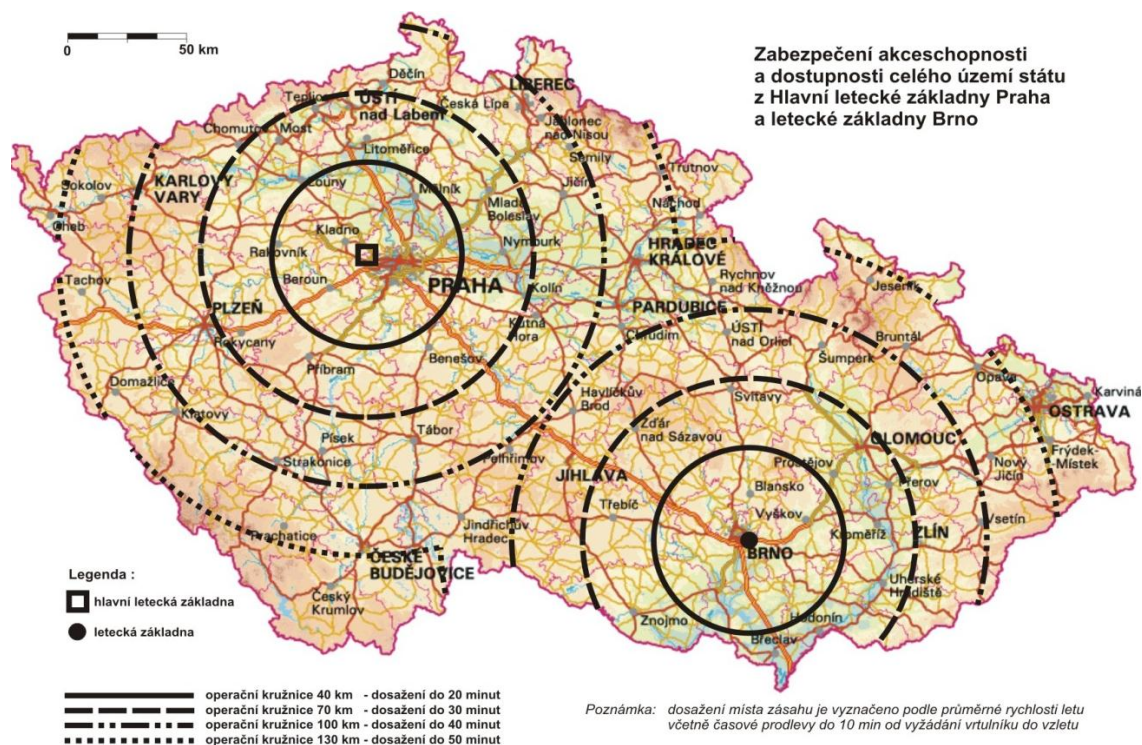 0 50 km
Zabezpečení akceschopnosti
a dostupnosti celého území státu
z Hlavní letecké základny Praha
a letecké základny Brno
Děčín
LIBEREC
Teplice
ÚSTÍ
nad Labem
Česká Lípa
Jablonec
nad Nisou
Chomutov
Most
Litoměřice
Semily
Trutnov
Sokolov
KARLOVY
VARY
Louny
Mělník
Jičín
Mladá
Boleslav
Náchod
Cheb
Kladno
Nymburk
HRADEC
KRÁLOVÉ
Rakovník
Tachov
Beroun
PRAHA
Kolín
Rychnov
nad Kněžnou
Jeseník
PLZEŇ
PARDUBICE
Rokycany
Kutná
Hora
Chrudim
ÚSTÍ
nad Orlicí
Bruntál
Benešov
Šumperk
Příbram
Opava
Domažlice
Havlíčkův
Brod
Svitavy
Karviná
OSTRAVA
Klatovy
Písek
Tábor
Žďár
nad Sázavou
OLOMOUC
Frýdek-
Místek
Strakonice
Pelhřimov
JIHLAVA
Prostějov
Nový
Jičín
Přerov
Blansko
Třebíč
Vyškov
Vsetín
Prachatice
Jindřichův
Hradec
Kroměříž
ZLÍN
ČESKÉ
BUDĚJOVICE
BRNO
Uherské
Hradiště
Český
Krumlov
Znojmo
Hodonín
Břeclav
Legenda :
hlavní letecká základna
letecká základna
operační kružnice 40 km - dosažení do 20 minut
operační kružnice 70 km - dosažení do 30 minut
operační kružnice 100 km - dosažení do 40 minut
operační kružnice 130 km - dosažení do 50 minut
Poznámka: dosažení místa zásahu je vyznačeno podle průměrné rychlosti letu
včetně časové prodlevy do 10 min od vyžádání vrtulníku do vzletu